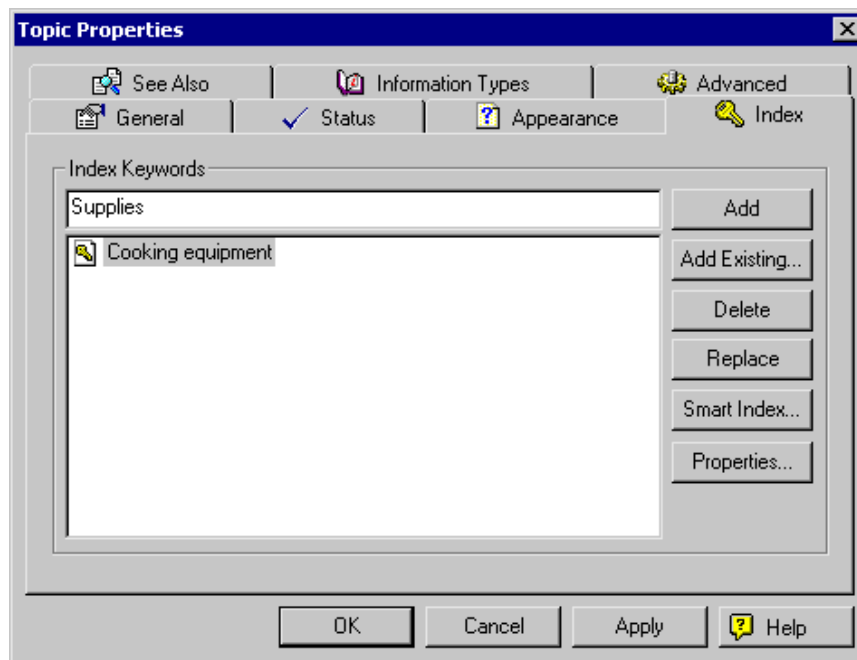 Topic Properties
See Also Information Types Advanced
General Status Appearance Index
Index Keywords
Supplies Add
Cooking equipment Add Existing...
Delete
Replace
Smart Index...
Properties...
OK Cancel Apply Help